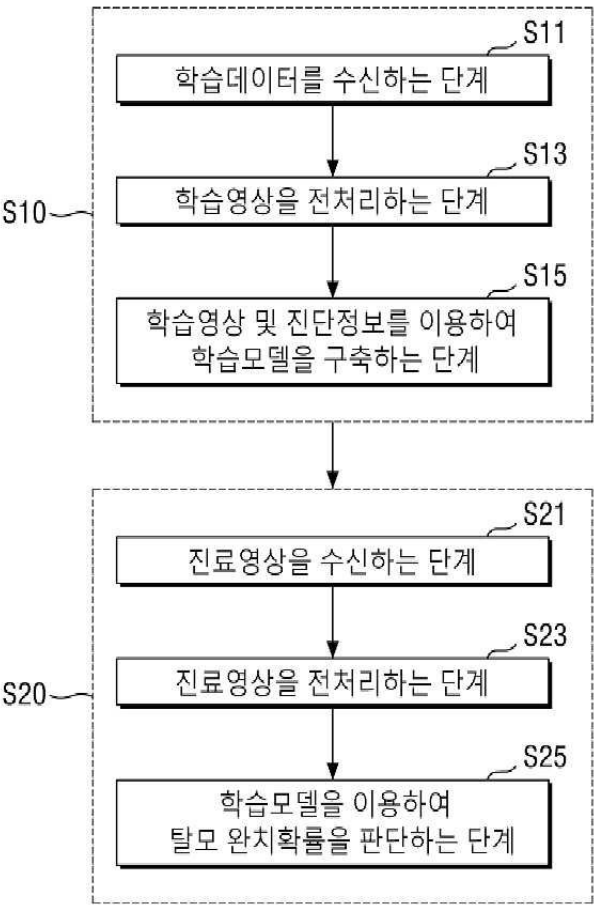 S11
학습데이터를 수신하는 단계
S13
학습영상을 전처리하는 단계
S10
S15
학습영상 및 진단정보를 이용하여
학습모델을 구축하는 단계
S21
진료영상을 수신하는 단계
S23
진료영상을 전처리하는 단계
S20
S25
학습모델을 이용하여
탈모 완치확률을 판단하는 단계